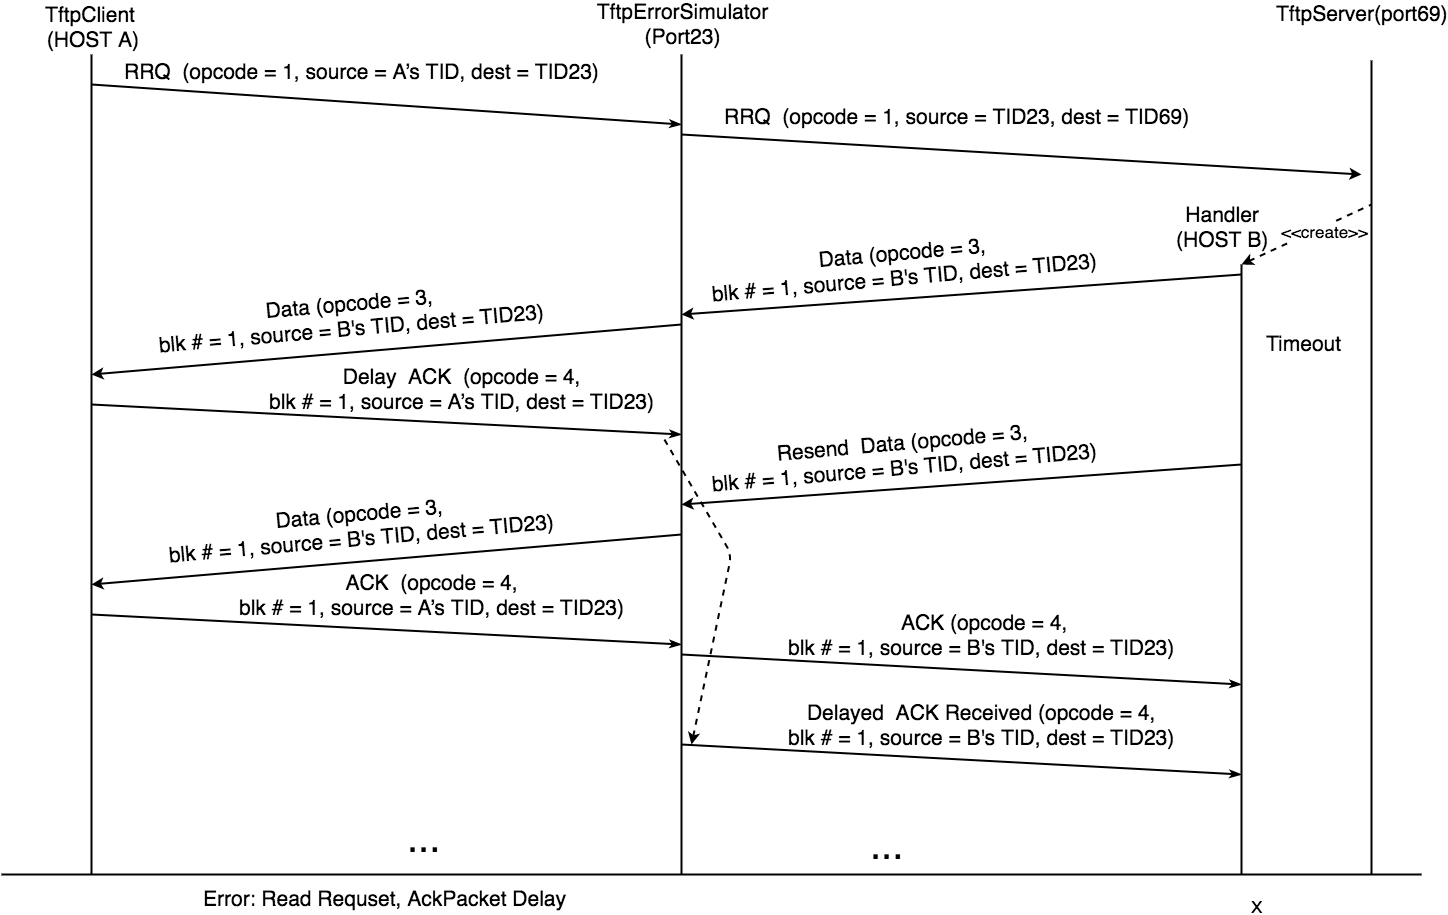 TftpClient
(HOST A)
TftpErrorSimulator
(Port23)
TftpServer(port69)
RRQ (opcode = 1, source = A's TID, dest = TID23)
RRQ (opcode = 1, source = TID23, dest = TID69)
Handler
(HOST B)
<<create>>
Data (opcode = 3,
blk # = 1, source = B's TID, dest = TID23)
Data (opcode = 3,
blk # = 1, source = B's TID, dest = TID23)
Timeout
Delay ACK (opcode = 4,
blk # = 1, source = A's TID, dest = TID23)
Resend Data (opcode = 3,
blk # = 1, source = B's TID, dest = TID23)
Data (opcode = 3,
blk # = 1, source = B's TID, dest = TID23)
ACK (opcode = 4,
blk # = 1, source = A's TID, dest = TID23)
ACK (opcode = 4,
blk # = 1, source = B's TID, dest = TID23)
Delayed ACK Received (opcode = 4,
blk # = 1, source = B's TID, dest = TID23)
...
...
Error: Read Requset, AckPacket Delay
x